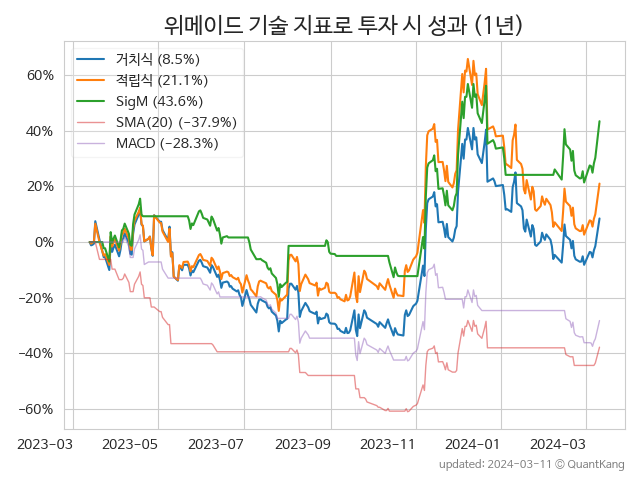 위메이드 기술 지표로 투자 시 성과 (1년)
거치식 (8.5%)
적립식 (21.1%)
SigM (43.6%)
SMA(20) (−37.9%)
MACD (−28.3%)
60%
40%
20%
0%
−20%
−40%
−60%
2023-03 2023-05 2023-07 2023-09 2023-11 2024-01 2024-03
updated: 2024-03-11 © QuantKang